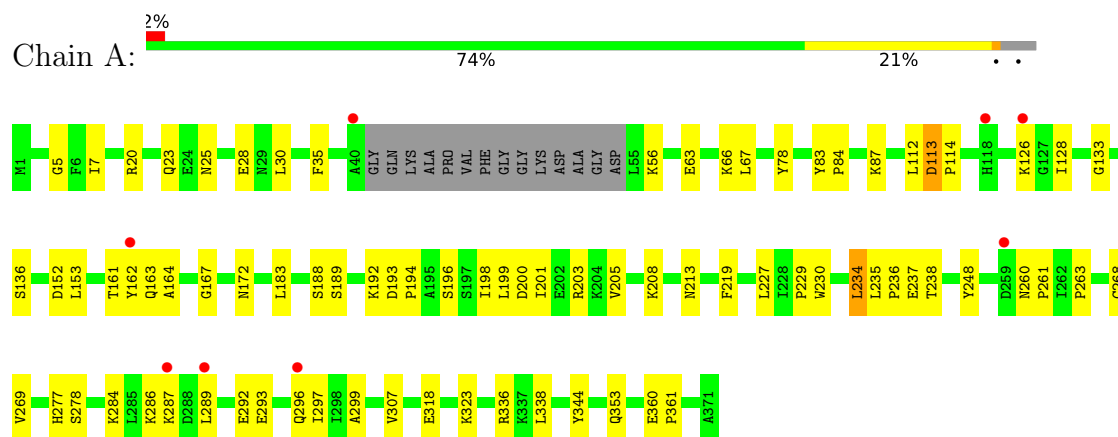 2%
Chain A:
74%
21%
• •
M1 G5 F6 I7 R20 Q23 E24 N25 E28 N29 L30 F35 A40 GLY GLN LYS ALA PRO VAL PHE GLY GLY LYS ASP ALA GLY ASP L55 K56 E63 K66 L67 Y78 Y83 P84 K87 L112 D113 P114 H118 K126 G127 I128 G133
S136 D152 L153 T161 Y162 Q163 A164 G167 N172 L183 S188 S189 K192 D193 P194 A195 S196 S197 I198 L199 D200 I201 E202 R203 K204 V205 K208 N213 F219 L227 I228 P229 W230 L234 L235 P236 E237 T238 Y248 D259 N260 P261 I262 P263
V269 H277 S278 K284 L285 K286 K287 D288 L289 E292 E293 Q296 I297 I298 A299 V307 E318 K323 R336 K337 L338 Y344 Q353 E360 P361 A371